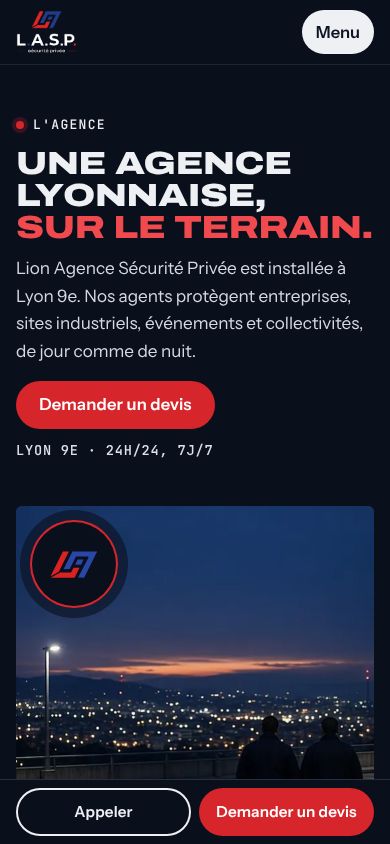 L.A.S.P.
sécurité privée
Menu
L'AGENCE
UNE AGENCE
LYONNAISE,
SUR LE TERRAIN.
Lion Agence Sécurité Privée est installée à
Lyon 9e. Nos agents protègent entreprises,
sites industriels, événements et collectivités,
de jour comme de nuit.
Demander un devis
LYON 9E · 24H/24, 7J/7
Appeler
Demander un devis